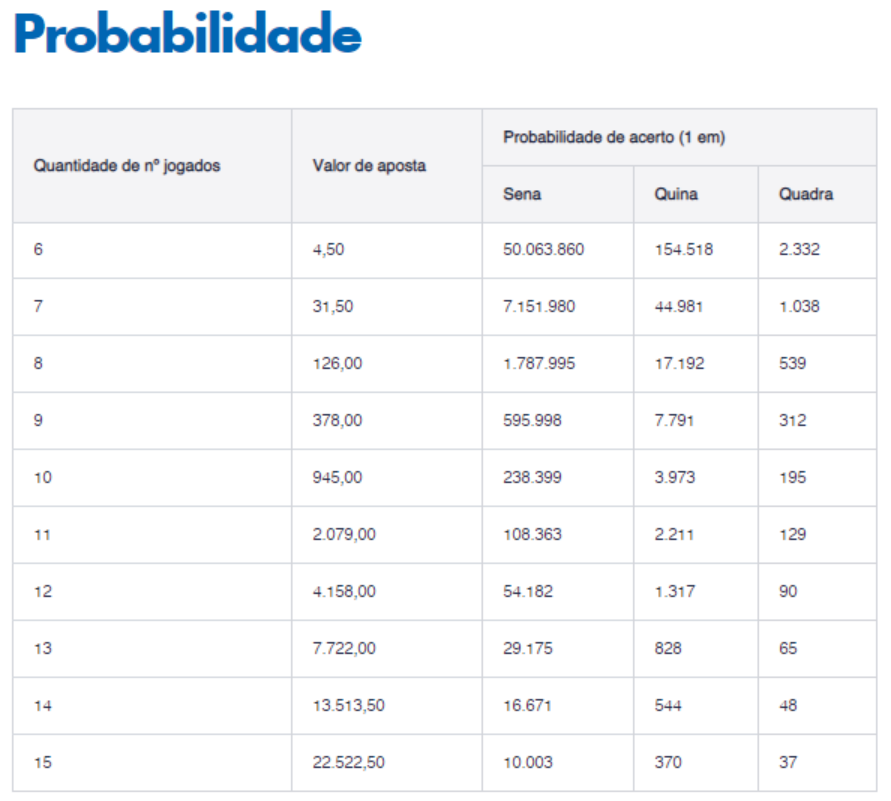 Probabilidade
Quantidade de nº jogados Valor de aposta Probabilidade de acerto (1 em)
Sena Quina Quadra
6 4,50 50.063.860 154.518 2.332
7 31,50 7.151.980 44.981 1.038
8 126,00 1.787.995 17.192 539
9 378,00 595.998 7.791 312
10 945,00 238.399 3.973 195
11 2.079,00 108.363 2.211 129
12 4.158,00 54.182 1.317 90
13 7.722,00 29.175 828 65
14 13.513,50 16.671 544 48
15 22.522,50 10.003 370 37